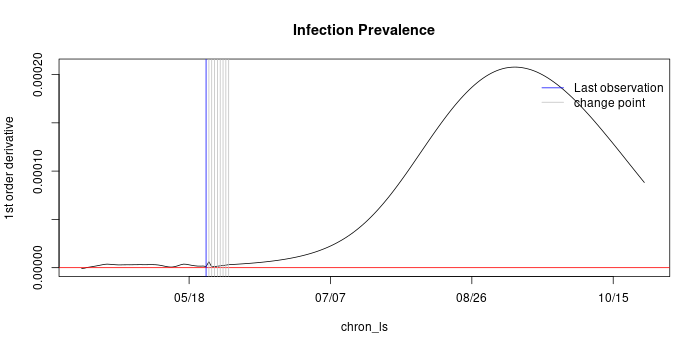 Infection Prevalence
1st order derivative
0.00020
0.00010
0.00000
Last observation
change point
05/18 07/07 08/26 10/15
chron_ls